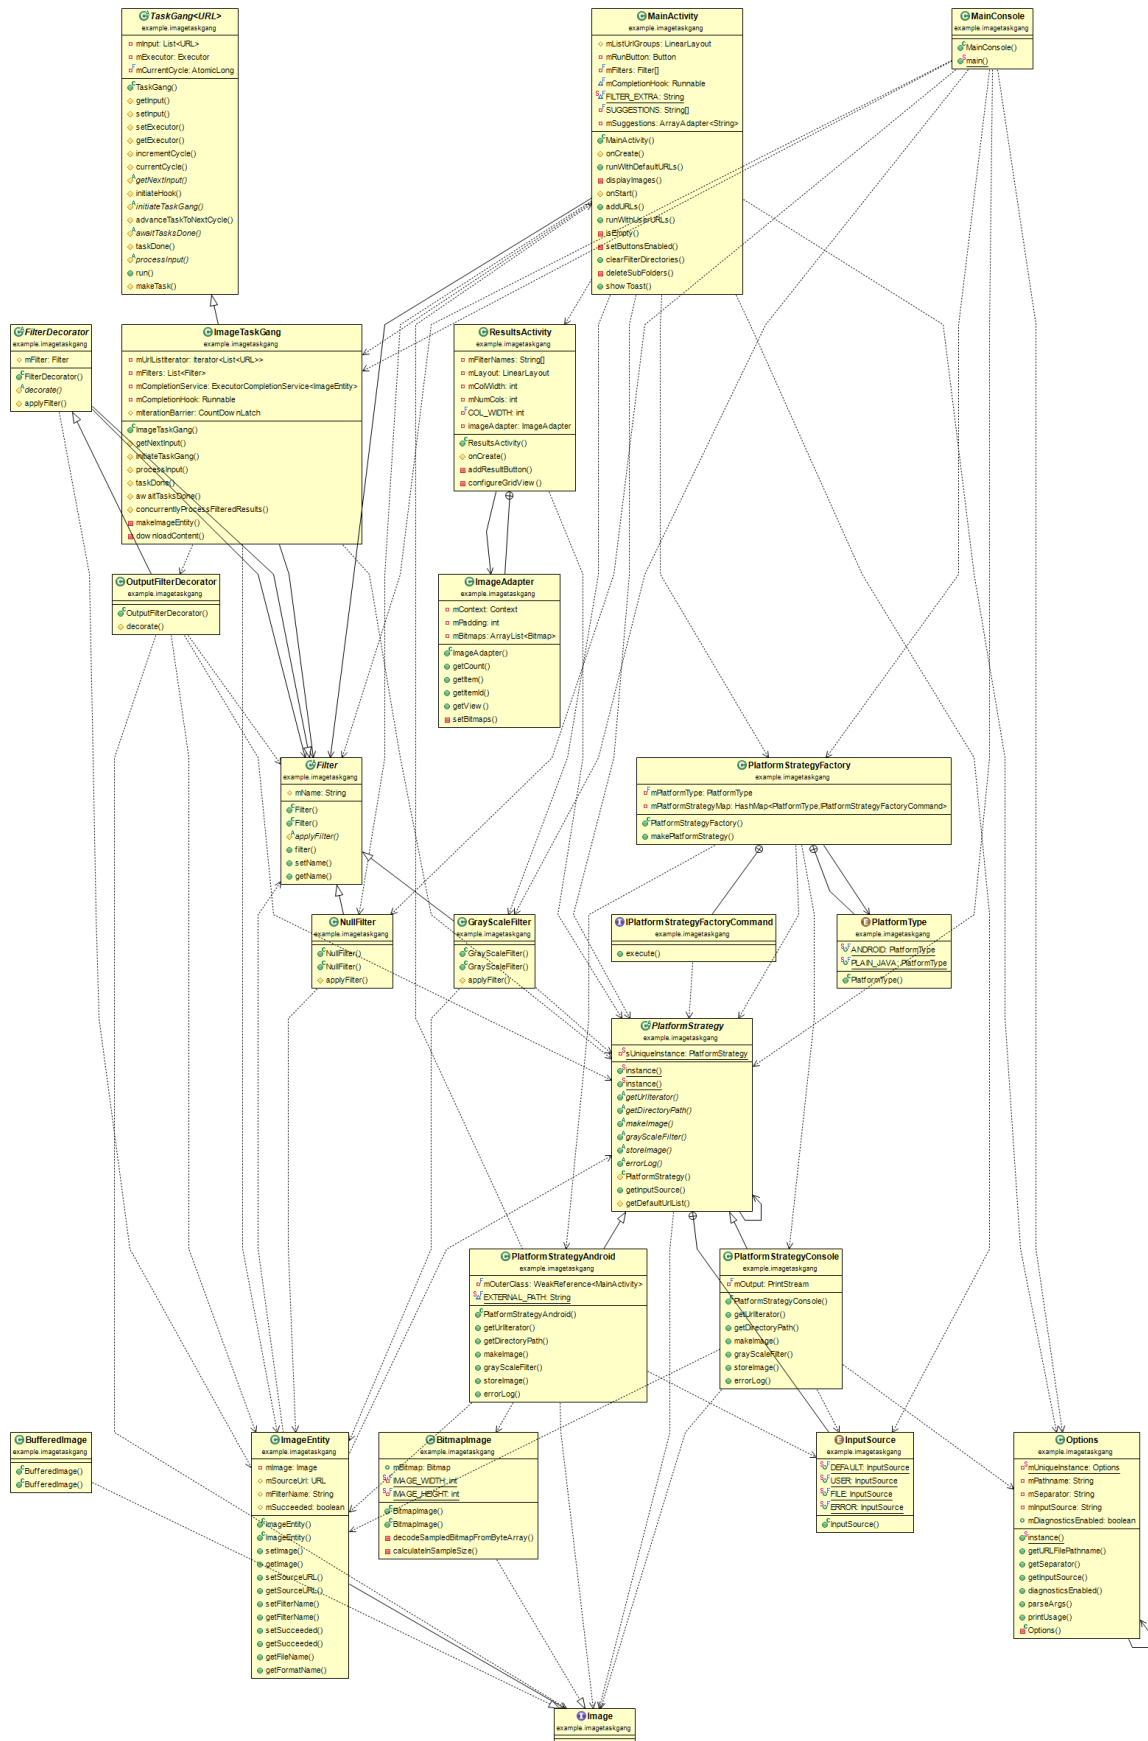 TaskGang<URL>
example.imagetaskgang
mInput: List<URL>
mExecutor: Executor
mCurrentCycle: AtomicLong
TaskGang()
getInput()
setInput()
setExecutor()
getExecutor()
incrementCycle()
currentCycle()
getNextInput()
initiateHook()
initiateTaskGang()
advanceTaskToNextCycle()
awaitTasksDone()
taskDone()
processInput()
run()
makeTask()
MainActivity
example.imagetaskgang
mListUrlGroups: LinearLayout
mRunButton: Button
mFilters: Filter[]
mCompletionHook: Runnable
FILTER_EXTRA: String
SUGGESTIONS: String[]
mSuggestions: ArrayAdapter<String>
MainActivity()
onCreate()
runWithDefaultURLs()
displayImages()
onStart()
addURLs()
runWithUserURLs()
isEmpty()
setButtonsEnabled()
clearFilterDirectories()
deleteSubFolders()
showToast()
MainConsole
example.imagetaskgang
MainConsole()
main()
FilterDecorator
example.imagetaskgang
mFilter: Filter
FilterDecorator()
decorate()
applyFilter()
ImageTaskGang
example.imagetaskgang
mUrlListIterator: Iterator<List<URL>>
mFilters: List<Filter>
mCompletionService: ExecutorCompletionService<ImageEntity>
mCompletionHook: Runnable
mIterationBarrier: CountDownLatch
ImageTaskGang()
getNextInput()
initiateTaskGang()
processInput()
taskDone()
awaitTasksDone()
concurrentlyProcessFilteredResults()
makeImageEntity()
downloadContent()
ResultsActivity
example.imagetaskgang
mFilterNames: String[]
mLayout: LinearLayout
mColWidth: int
mNumCols: int
COL_WIDTH: int
imageAdapter: ImageAdapter
ResultsActivity()
onCreate()
addResultButton()
configureGridView()
OutputFilterDecorator
example.imagetaskgang
OutputFilterDecorator()
decorate()
ImageAdapter
example.imagetaskgang
mContext: Context
mPadding: int
mBitmaps: ArrayList<Bitmap>
ImageAdapter()
getCount()
getItem()
getItemId()
getView()
setBitmaps()
Filter
example.imagetaskgang
mName: String
Filter()
Filter()
applyFilter()
filter()
setName()
getName()
PlatformStrategyFactory
example.imagetaskgang
mPlatformType: PlatformType
mPlatformStrategyMap: HashMap<PlatformType,IPlatformStrategyFactoryCommand>
PlatformStrategyFactory()
makePlatformStrategy()
NullFilter
example.imagetaskgang
NullFilter()
NullFilter()
applyFilter()
GrayScaleFilter
example.imagetaskgang
GrayScaleFilter()
GrayScaleFilter()
applyFilter()
IPlatformStrategyFactoryCommand
example.imagetaskgang
execute()
PlatformType
example.imagetaskgang
ANDROID: PlatformType
PLAIN_JAVA: PlatformType
PlatformType()
PlatformStrategy
example.imagetaskgang
sUniqueInstance: PlatformStrategy
instance()
instance()
getUrlIterator()
getDirectoryPath()
makeImage()
grayScaleFilter()
storeImage()
errorLog()
PlatformStrategy()
getInputSource()
getDefaultUrlList()
PlatformStrategyAndroid
example.imagetaskgang
mOuterClass: WeakReference<MainActivity>
EXTERNAL_PATH: String
PlatformStrategyAndroid()
getUrlIterator()
getDirectoryPath()
makeImage()
grayScaleFilter()
storeImage()
errorLog()
PlatformStrategyConsole
example.imagetaskgang
mOutput: PrintStream
PlatformStrategyConsole()
getUrlIterator()
getDirectoryPath()
makeImage()
grayScaleFilter()
storeImage()
errorLog()
BufferedImage
example.imagetaskgang
BufferedImage()
BufferedImage()
ImageEntity
example.imagetaskgang
mImage: Image
mSourceUrl: URL
mFilterName: String
mSucceeded: boolean
ImageEntity()
ImageEntity()
setImage()
getImage()
setSourceURL()
getSourceURL()
setFilterName()
getFilterName()
setSucceeded()
getSucceeded()
getFileName()
getFormatName()
BitmapImage
example.imagetaskgang
mBitmap: Bitmap
IMAGE_WIDTH: int
IMAGE_HEIGHT: int
BitmapImage()
BitmapImage()
decodeSampledBitmapFromByteArray()
calculateInSampleSize()
InputSource
example.imagetaskgang
DEFAULT: InputSource
USER: InputSource
FILE: InputSource
ERROR: InputSource
InputSource()
Options
example.imagetaskgang
mUniqueInstance: Options
mPathname: String
mSeparator: String
mInputSource: String
mDiagnosticsEnabled: boolean
instance()
getURLFilePathname()
getSeparator()
getInputSource()
diagnosticsEnabled()
parseArgs()
printUsage()
Options()
Image
example.imagetaskgang